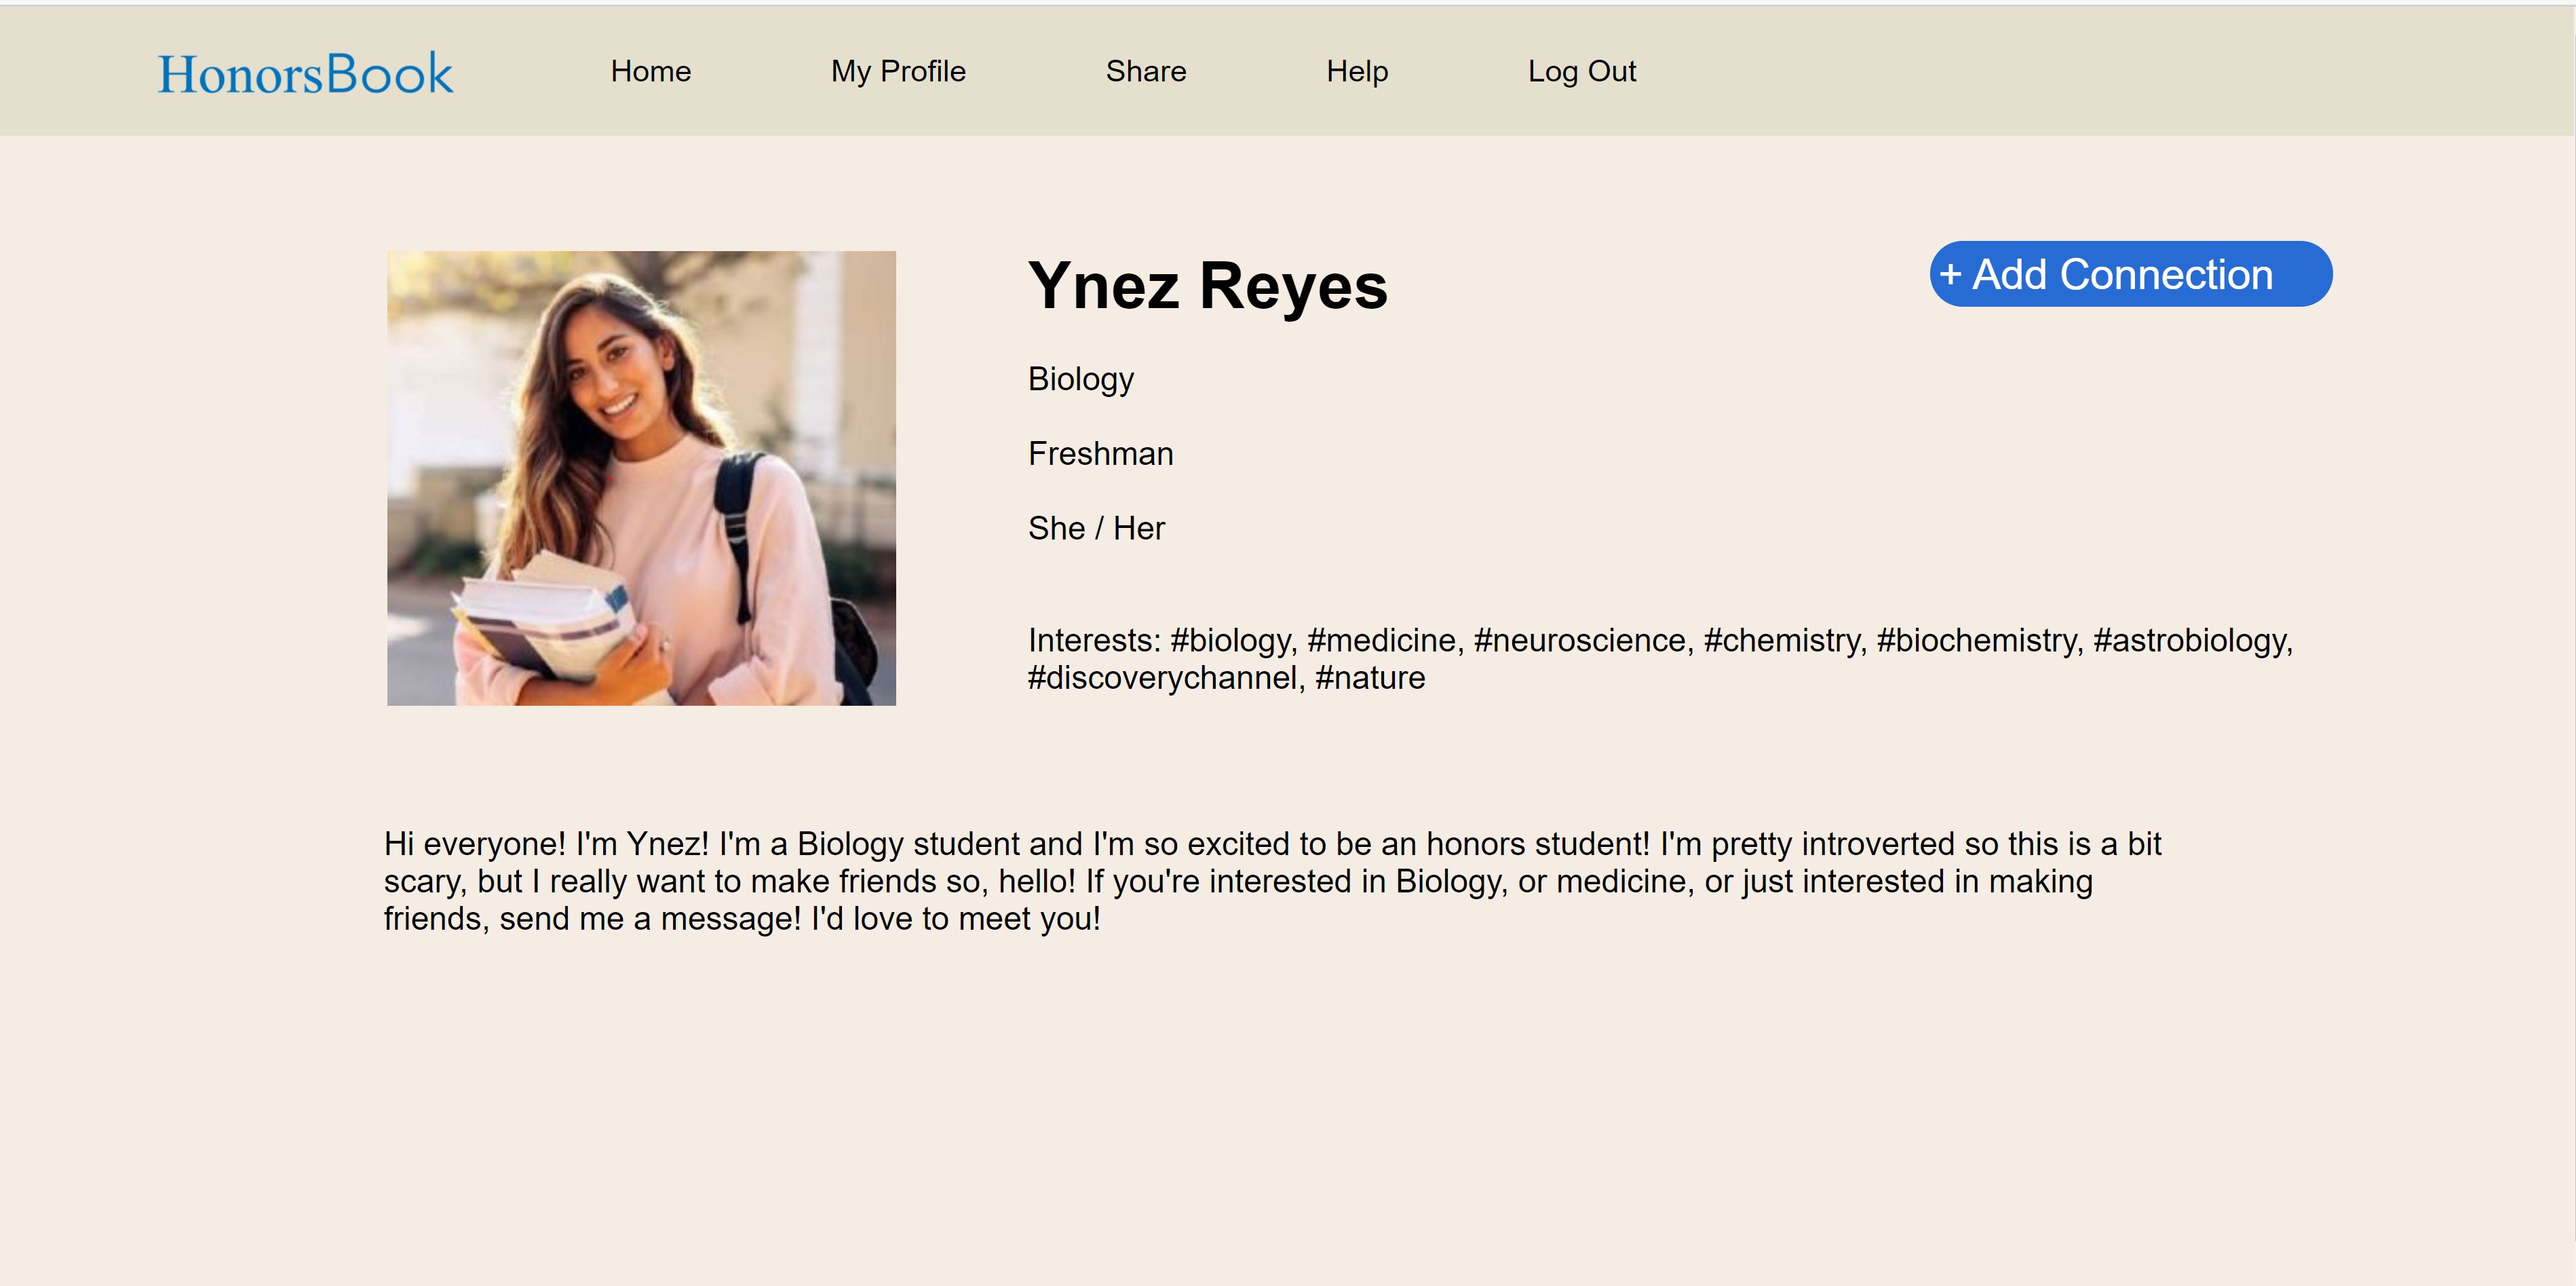 HonorsBook
Home
My Profile
Share
Help
Log Out
Ynez Reyes
+ Add Connection
Biology
Freshman
She / Her
Interests: #biology, #medicine, #neuroscience, #chemistry, #biochemistry, #astrobiology,
#discoverychannel, #nature
Hi everyone! I'm Ynez! I'm a Biology student and I'm so excited to be an honors student! I'm pretty introverted so this is a bit
scary, but I really want to make friends so, hello! If you're interested in Biology, or medicine, or just interested in making
friends, send me a message! I'd love to meet you!